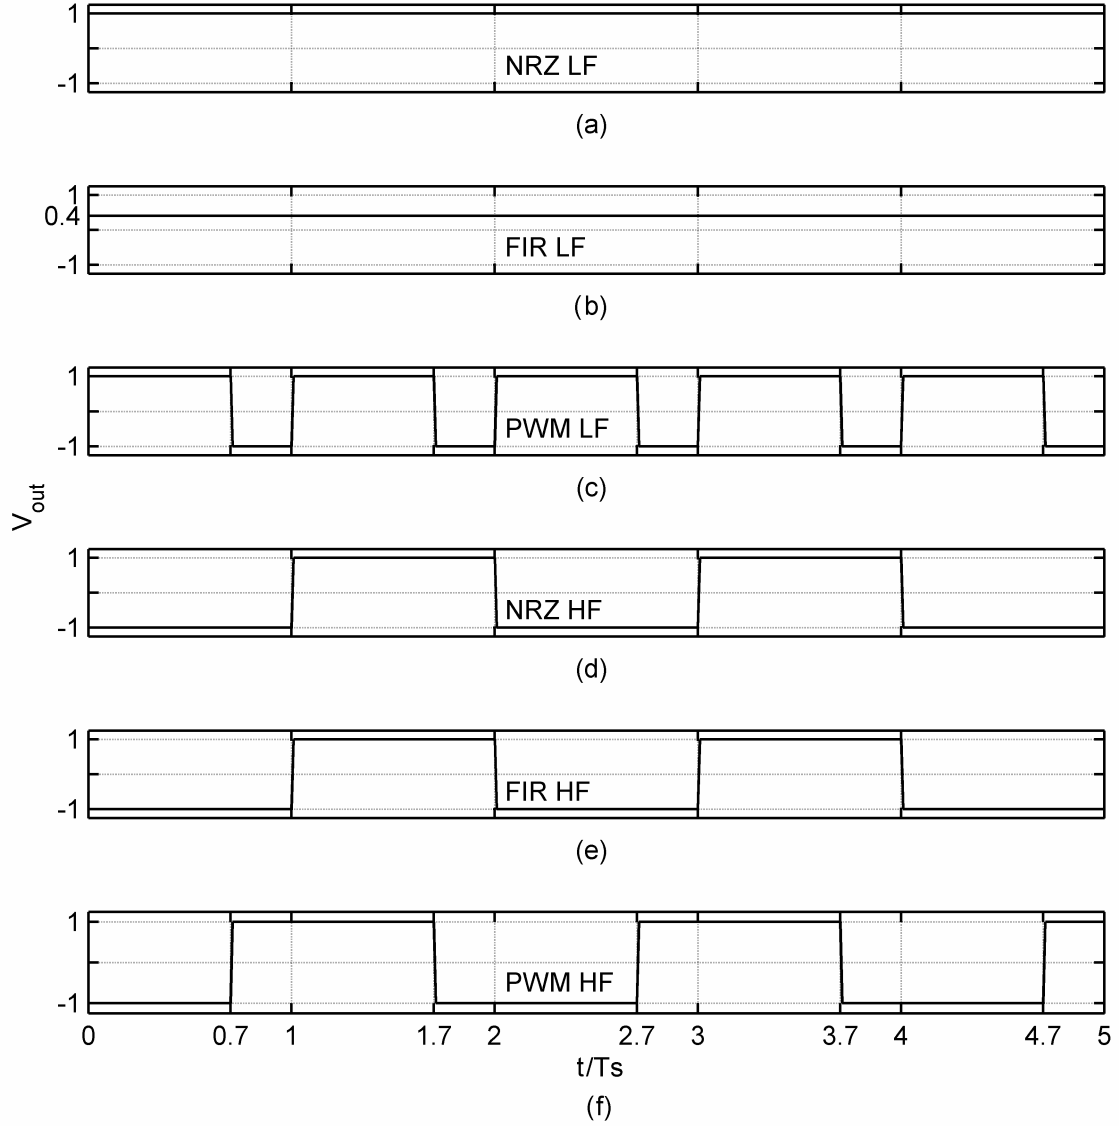 1
NRZ LF
-1
(a)
1
0.4
FIR LF
-1
(b)
1
PWM LF
-1
(c)
Vout
1
NRZ HF
-1
(d)
1
FIR HF
-1
(e)
1
PWM HF
-1
0 0.7 1 1.7 2 2.7 3 3.7 4 4.7 5
t/Ts
(f)